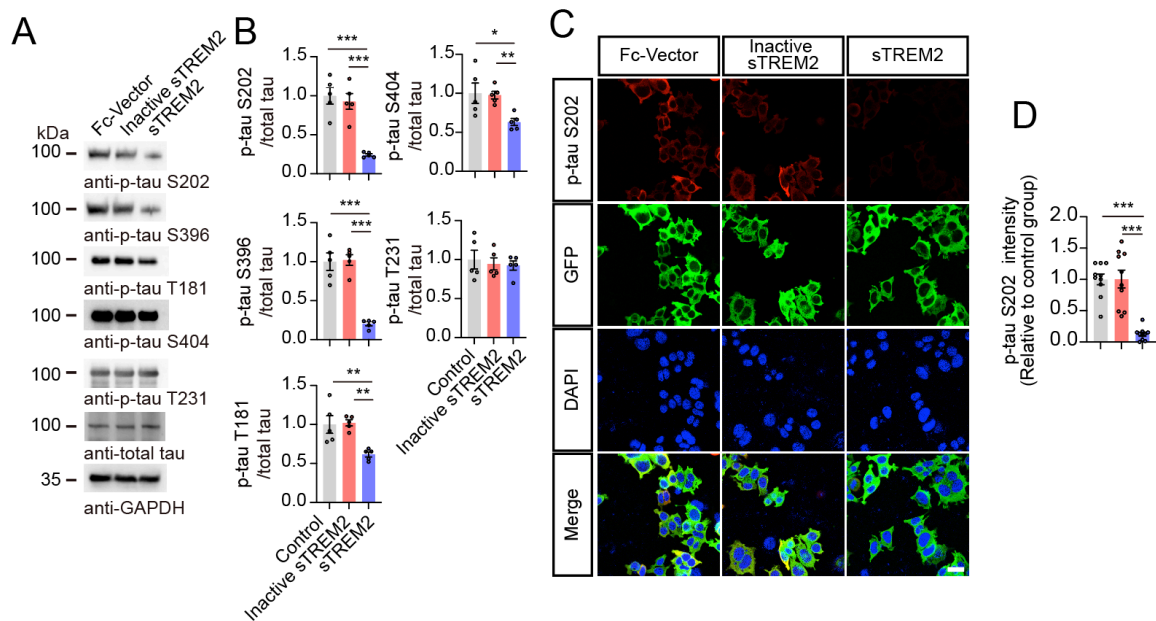 A
Fc-Vector
Inactive sTREM2
sTREM2
kDa
100
anti-p-tau S202
100
anti-p-tau S396
100
anti-p-tau T181
100
anti-p-tau S404
100
anti-p-tau T231
100
anti-total tau
35
anti-GAPDH
B
p-tau S202
/total tau
1.5
1.0
0.5
0.0
***
***
p-tau S404
/total tau
1.5
1.0
0.5
0.0
*
**
p-tau S396
/total tau
1.5
1.0
0.5
0.0
***
***
p-tau T231
/total tau
1.5
1.0
0.5
0.0
Control
Inactive sTREM2
sTREM2
p-tau T181
/total tau
1.5
1.0
0.5
0.0
**
**
Control
Inactive sTREM2
sTREM2
C
Fc-Vector
Inactive
sTREM2
sTREM2
p-tau S202
GFP
DAPI
Merge
D
p-tau S202 intensity
(Relative to control group)
2.0
1.5
1.0
0.5
0.0
***
***